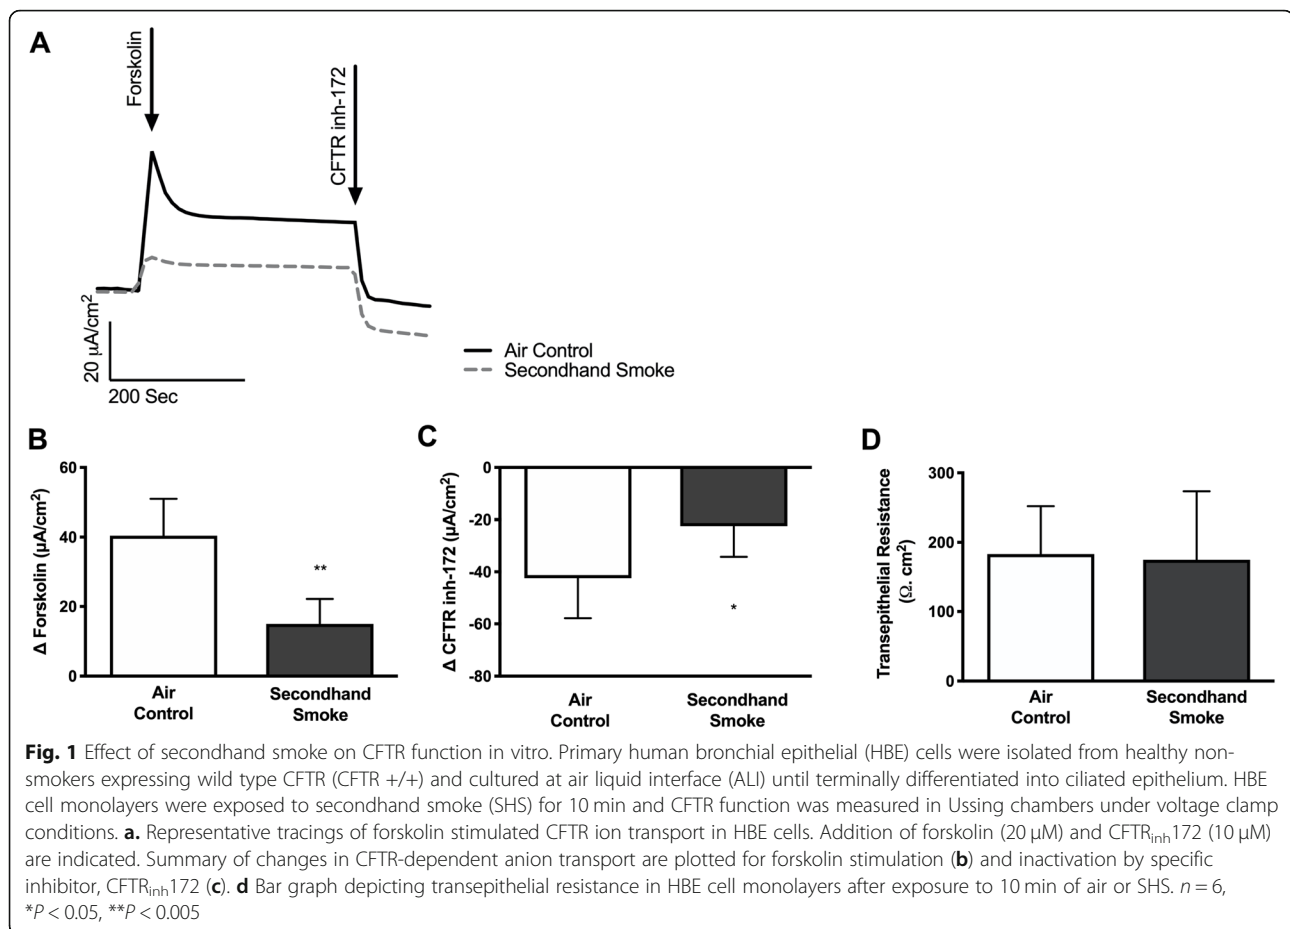 A
Forskolin
CFTR inh-172
20 µA/cm²
200 Sec
Air Control
Secondhand Smoke
B
Δ Forskolin (µA/cm²)
60
40
20
0
**
Air
Control
Secondhand
Smoke
C
Δ CFTR inh-172 (µA/cm²)
0
-20
-40
-60
-80
*
Air
Control
Secondhand
Smoke
D
Transepithelial Resistance
(Ω. cm²)
300
200
100
0
Air
Control
Secondhand
Smoke
Fig. 1 Effect of secondhand smoke on CFTR function in vitro. Primary human bronchial epithelial (HBE) cells were isolated from healthy non-
smokers expressing wild type CFTR (CFTR +/+) and cultured at air liquid interface (ALI) until terminally differentiated into ciliated epithelium. HBE
cell monolayers were exposed to secondhand smoke (SHS) for 10 min and CFTR function was measured in Ussing chambers under voltage clamp
conditions. a. Representative tracings of forskolin stimulated CFTR ion transport in HBE cells. Addition of forskolin (20 µM) and CFTRinh172 (10 µM)
are indicated. Summary of changes in CFTR-dependent anion transport are plotted for forskolin stimulation (b) and inactivation by specific
inhibitor, CFTRinh172 (c). d Bar graph depicting transepithelial resistance in HBE cell monolayers after exposure to 10 min of air or SHS. n = 6,
*P < 0.05, **P < 0.005